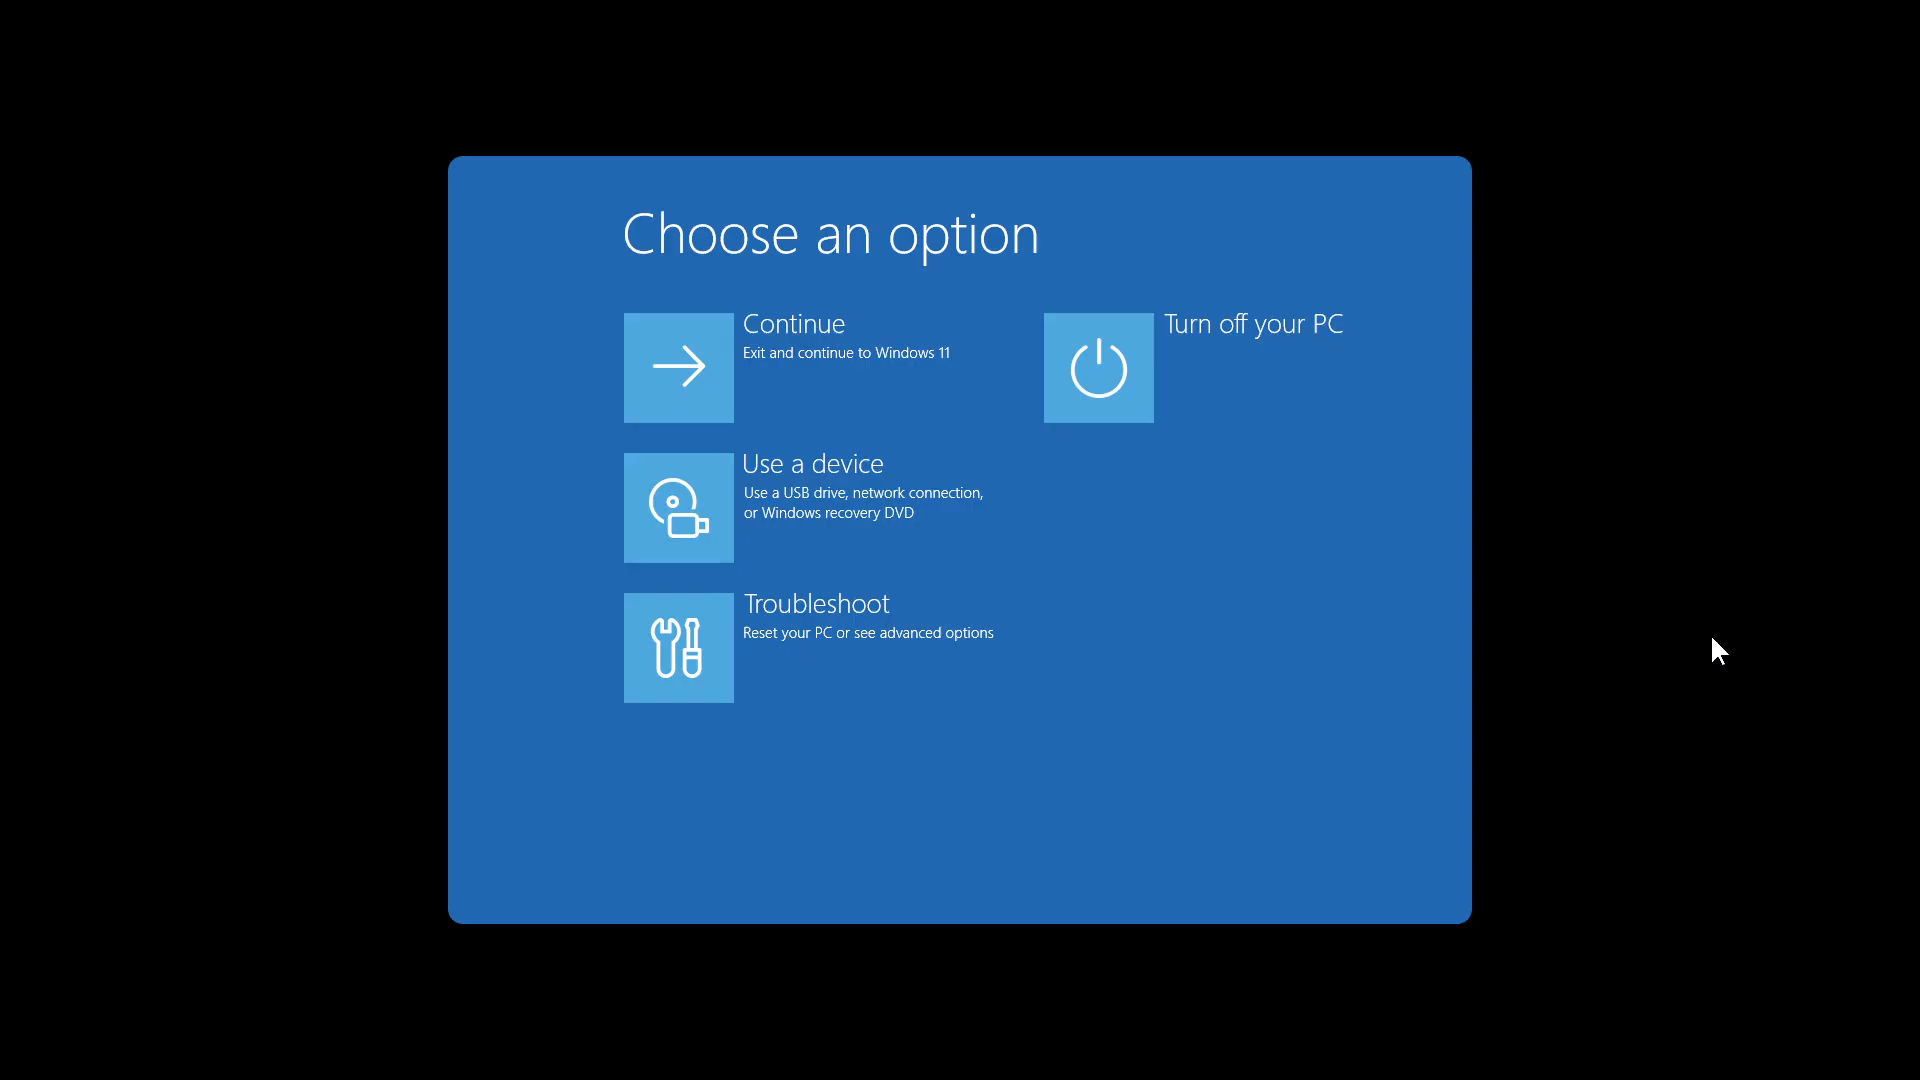 Choose an option
Continue
Exit and continue to Windows 11
Turn off your PC
Use a device
Use a USB drive, network connection,
or Windows recovery DVD
Troubleshoot
Reset your PC or see advanced options